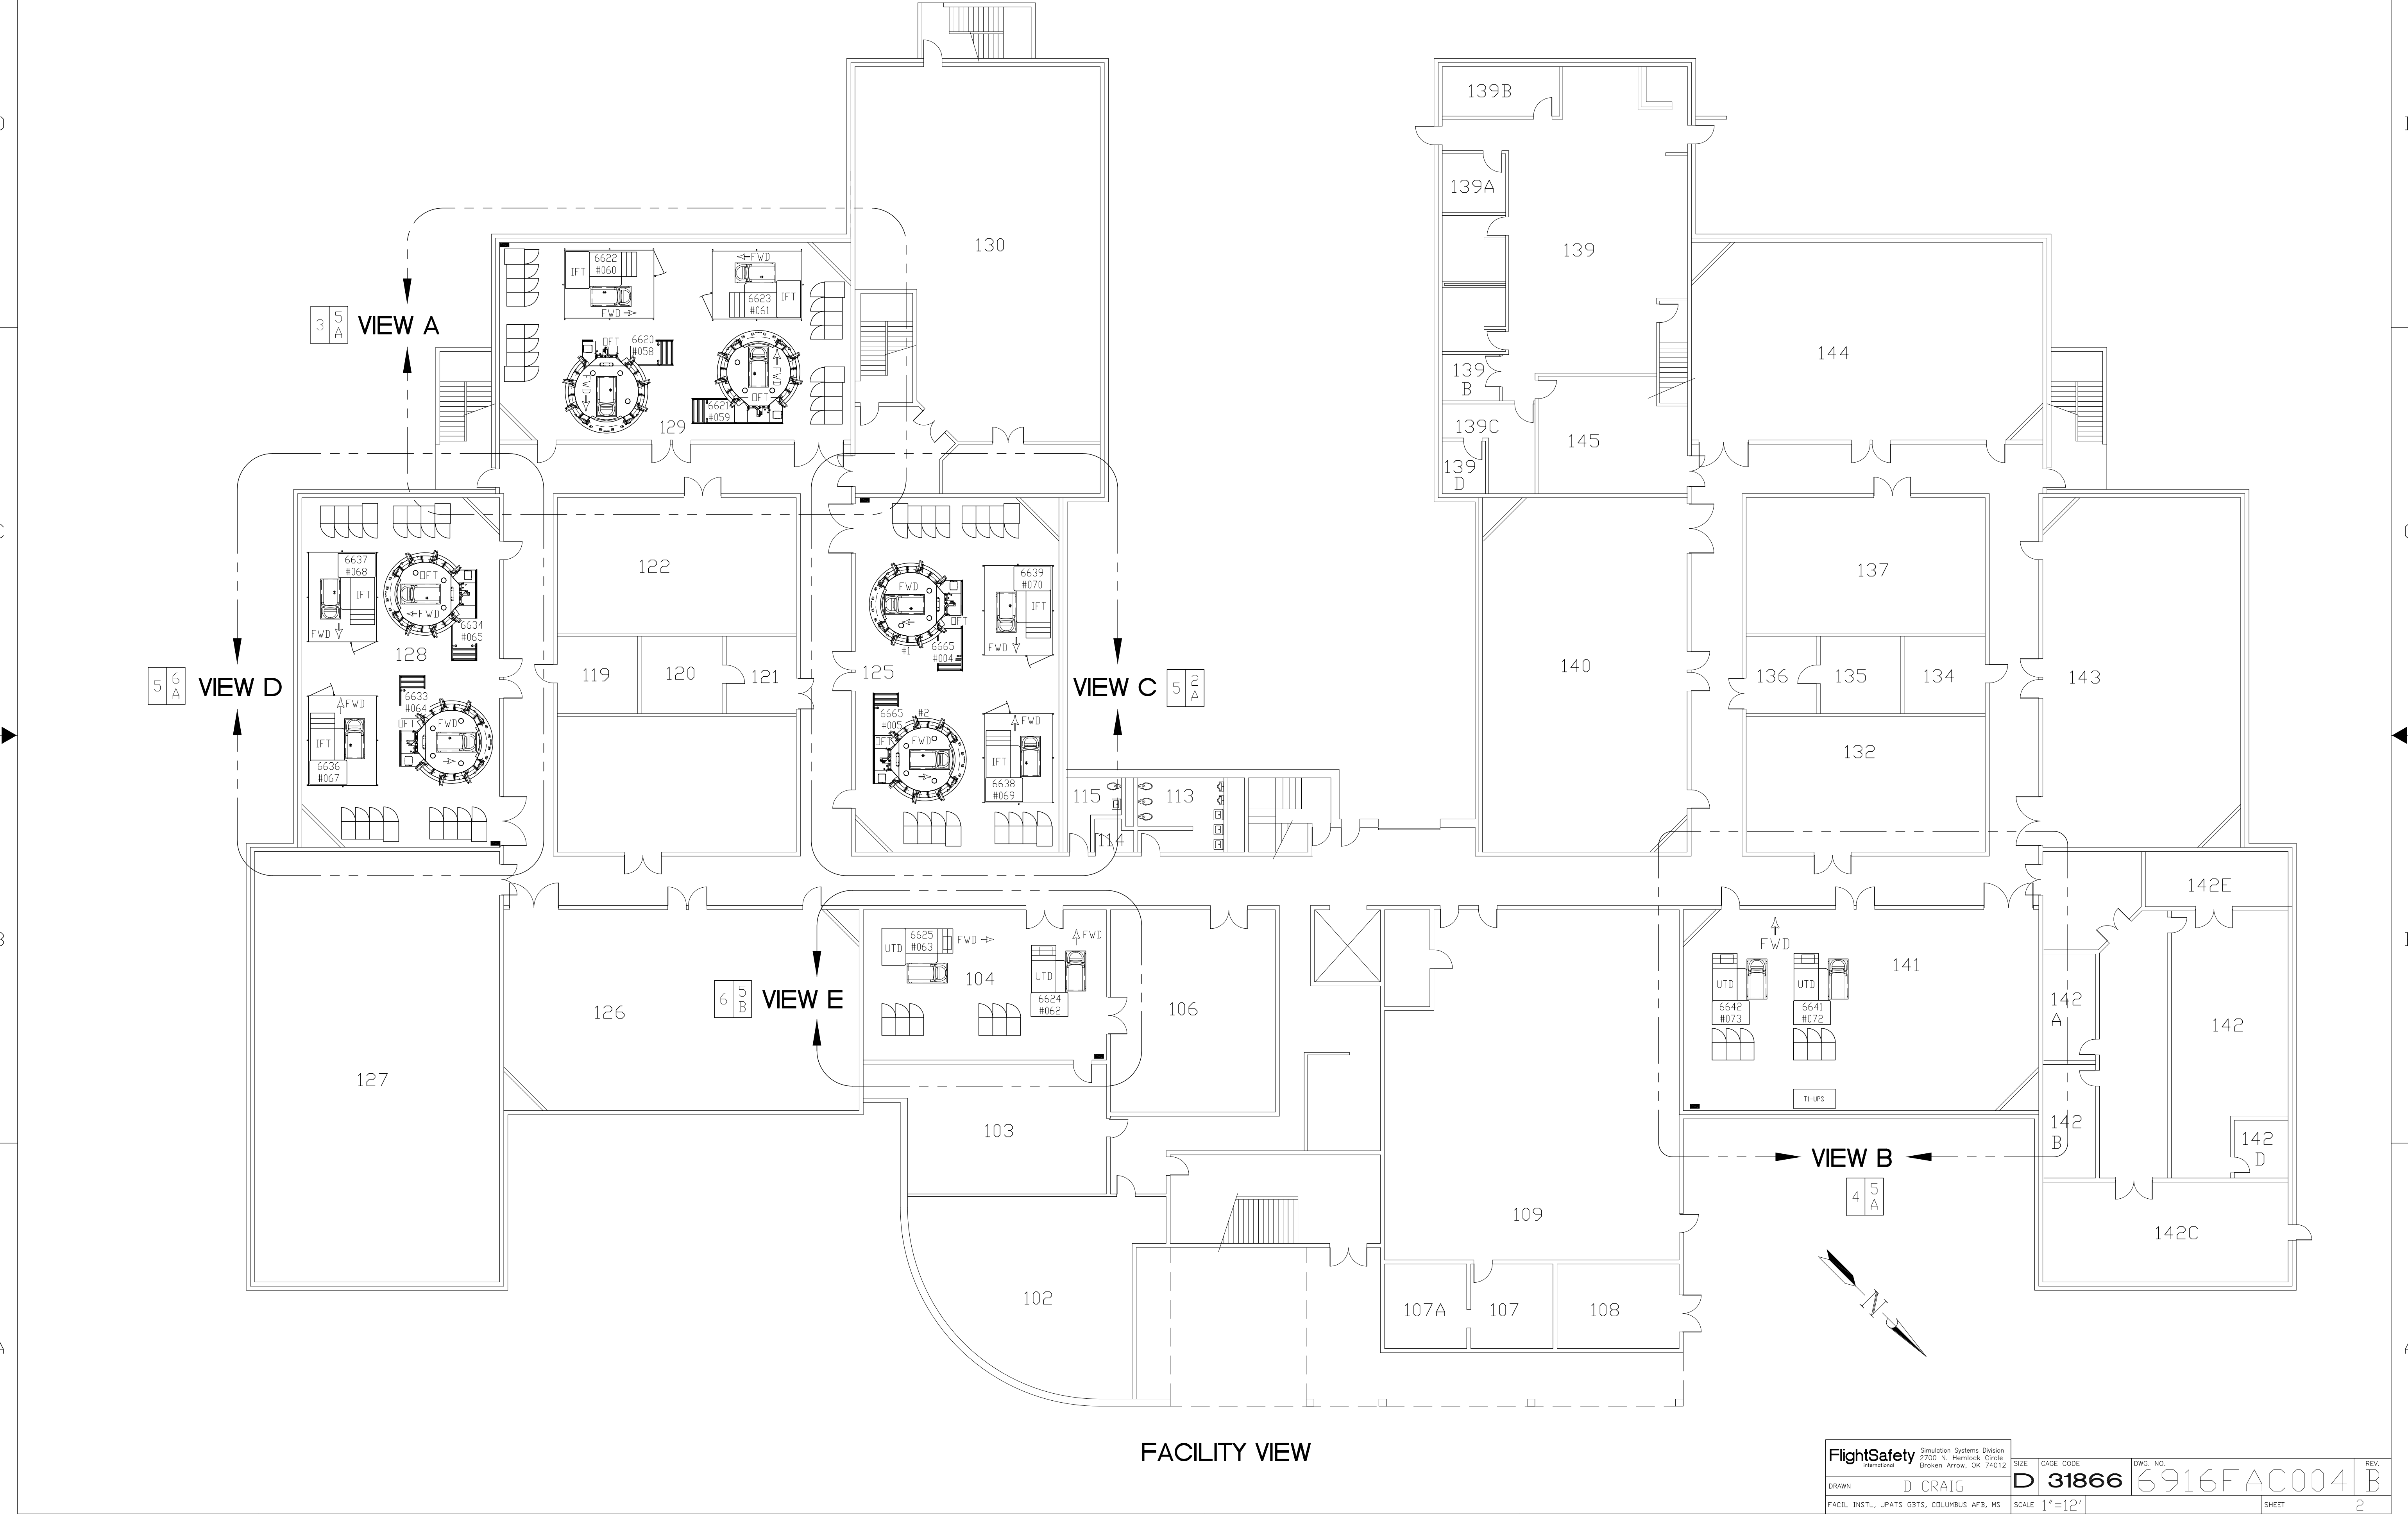 139B
139A
130
139
6622
#060
IFT
FWD
FWD
6623
#061
IFT
3
5
A
VIEW A
OFT
6620
#058
FWD
FWD
OFT
6621
#059
129
139
B
144
139C
145
139
D
6637
#068
IFT
FWD
OFT
FWD
6634
#065
128
122
FWD
OFT
#1
6665
#004
6639
#070
IFT
FWD
137
5
6
A
VIEW D
119
120
121
125
VIEW C
5
2
A
140
136
135
134
143
6633
#064
FWD
OFT
FWD
IFT
6636
#067
6665
#005
#2
OFT
FWD
FWD
IFT
6638
#069
132
115
113
114
142E
UTD
6625
#063
FWD
FWD
104
UTD
6624
#062
FWD
141
UTD
6642
#073
UTD
6641
#072
6
5
B
VIEW E
126
106
142
A
142
127
T1-UPS
103
142
B
142
D
VIEW B
4
5
A
109
142C
102
107A
107
108
N
FACILITY VIEW
FlightSafety
international
Simulation Systems Division
2700 N. Hemlock Circle
Broken Arrow, OK 74012
DRAWN
D CRAIG
FACIL INSTL, JPATS GBTS, COLUMBUS AFB, MS
SIZE
D
CAGE CODE
31866
DWG. NO.
6916FAC004
REV.
B
SCALE 1"=12'
SHEET
2